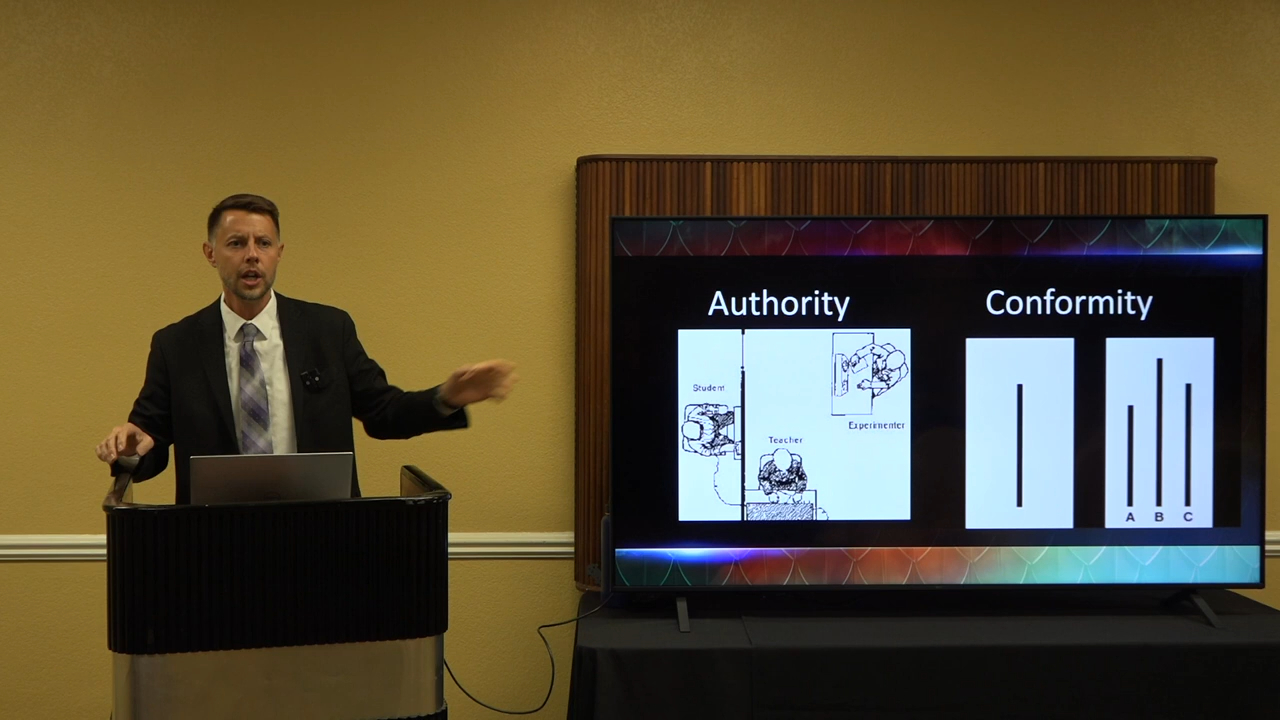 Authority
Conformity
Student
Experimenter
Teacher
A B C